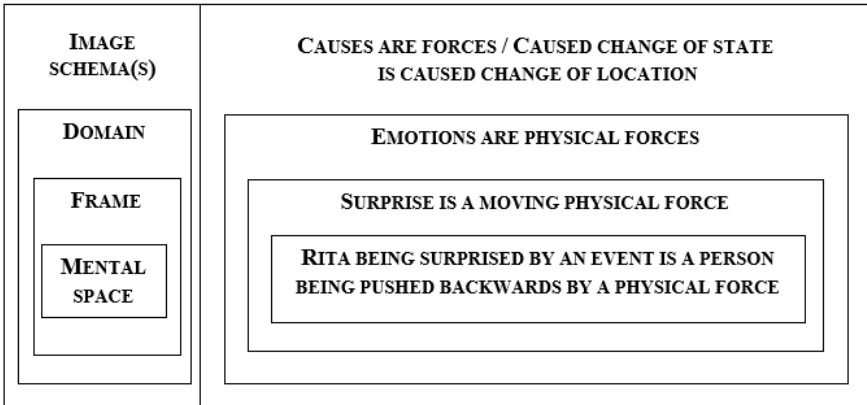 IMAGE
SCHEMA(S)
CAUSES ARE FORCES / CAUSED CHANGE OF STATE
IS CAUSED CHANGE OF LOCATION
DOMAIN
EMOTIONS ARE PHYSICAL FORCES
FRAME
SURPRISE IS A MOVING PHYSICAL FORCE
MENTAL
SPACE
RITA BEING SURPRISED BY AN EVENT IS A PERSON
BEING PUSHED BACKWARDS BY A PHYSICAL FORCE